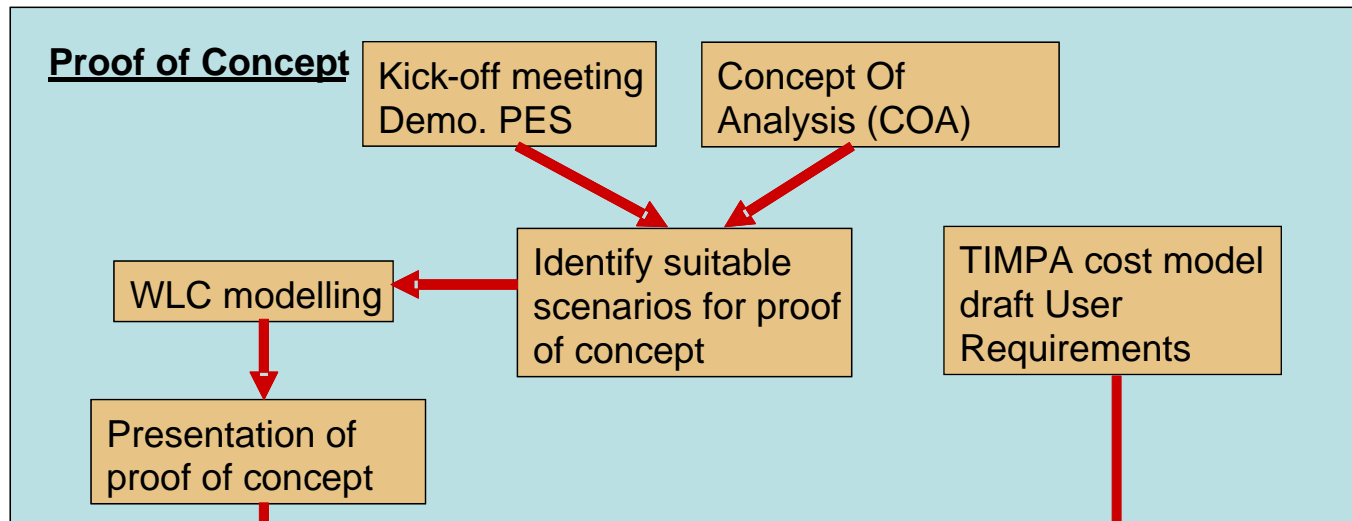 Proof of Concept
Kick-off meeting
Demo. PES
Concept Of
Analysis (COA)
Identify suitable
scenarios for proof
of concept
WLC modelling
TIMPA cost model
draft User
Requirements
Presentation of
proof of concept